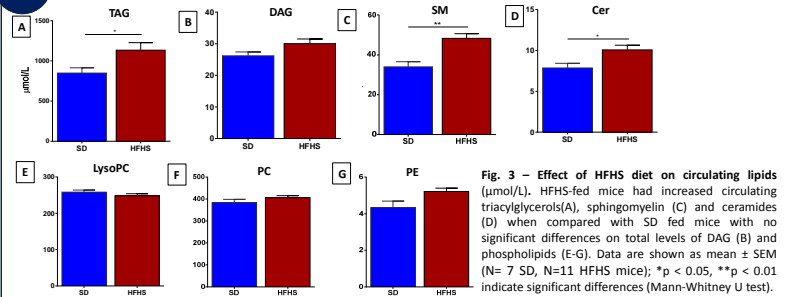 A
TAG
*
1500
1000
500
0
μmol/L
SD
HFHS
B
DAG
40
30
20
10
0
SD
HFHS
C
SM
**
60
40
20
0
SD
HFHS
D
Cer
*
15
10
5
0
SD
HFHS
E
LysoPC
300
200
100
0
SD
HFHS
F
PC
500
400
300
200
100
0
SD
HFHS
G
PE
6
4
2
0
SD
HFHS
Fig. 3 – Effect of HFHS diet on circulating lipids
(μmol/L). HFHS-fed mice had increased circulating
triacylglycerols(A), sphingomyelin (C) and ceramides
(D) when compared with SD fed mice with no
significant differences on total levels of DAG (B) and
phospholipids (E-G). Data are shown as mean ± SEM
(N= 7 SD, N=11 HFHS mice); *p < 0.05, **p < 0.01
indicate significant differences (Mann-Whitney U test).